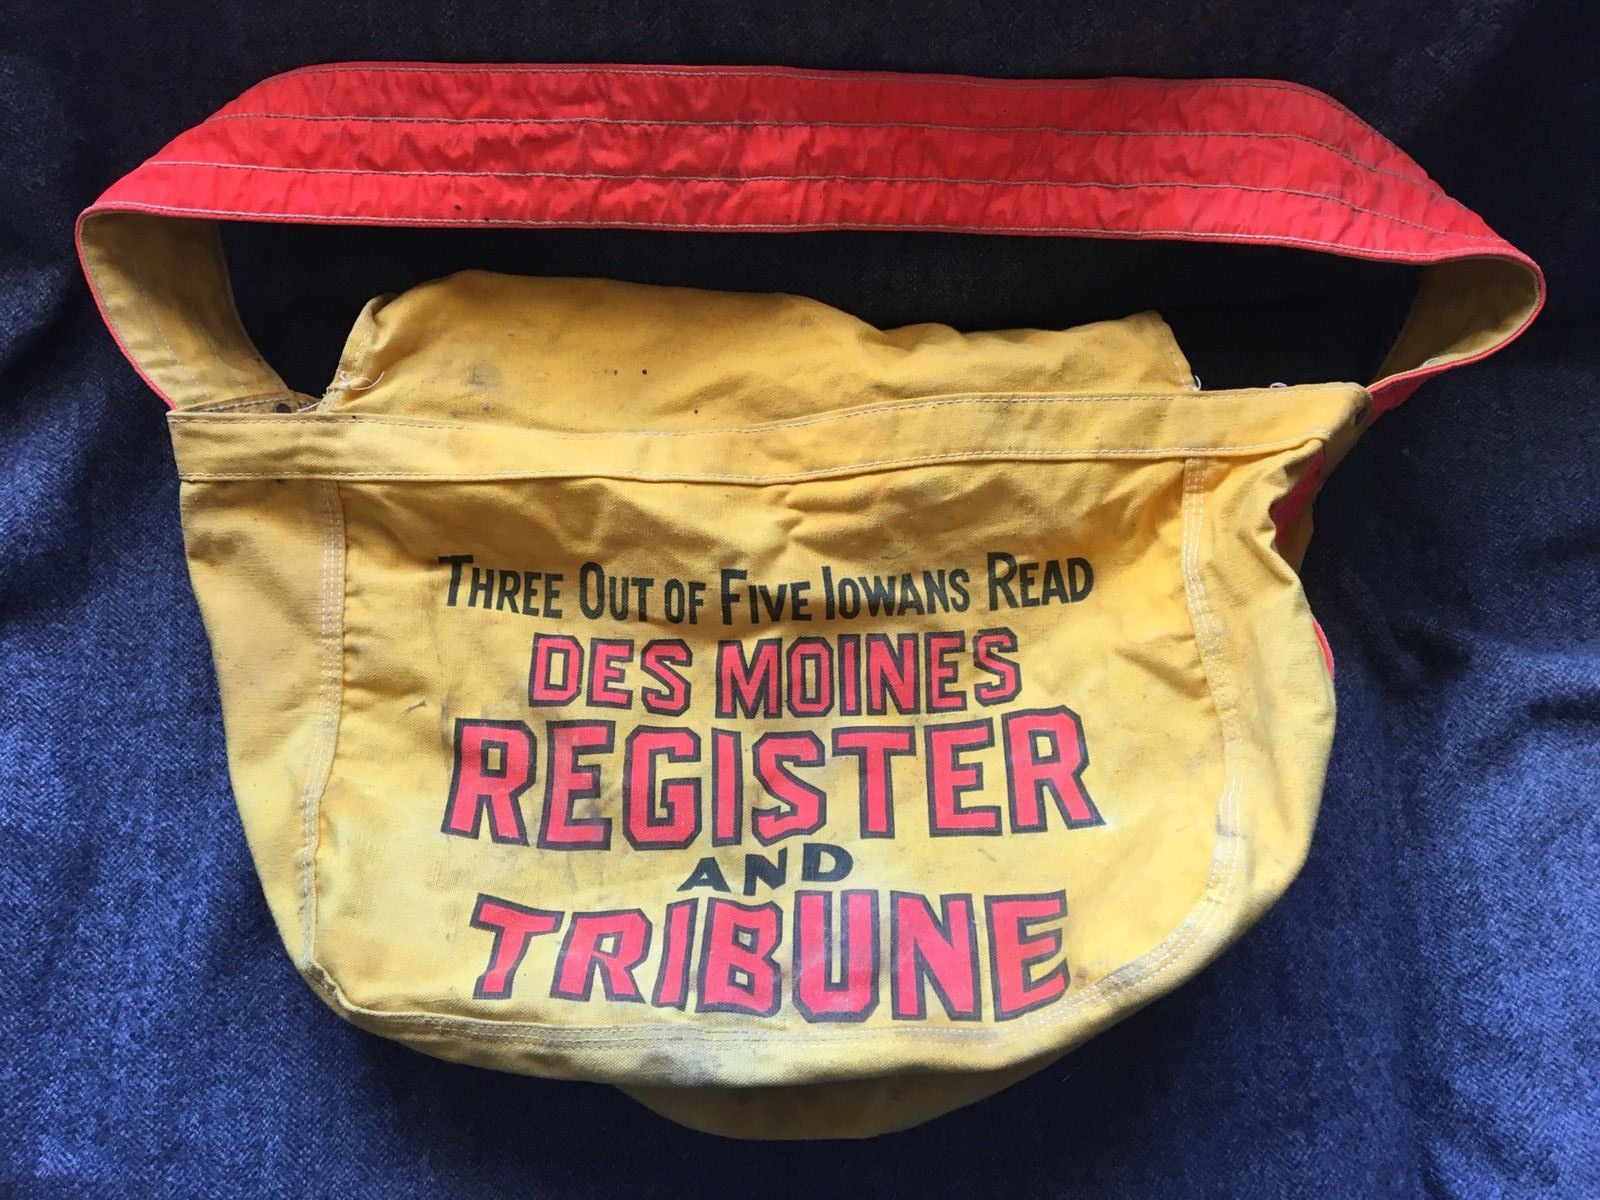 THREE OUT OF FIVE IOWANS READ
DES MOINES
REGISTER
AND
TRIBUNE